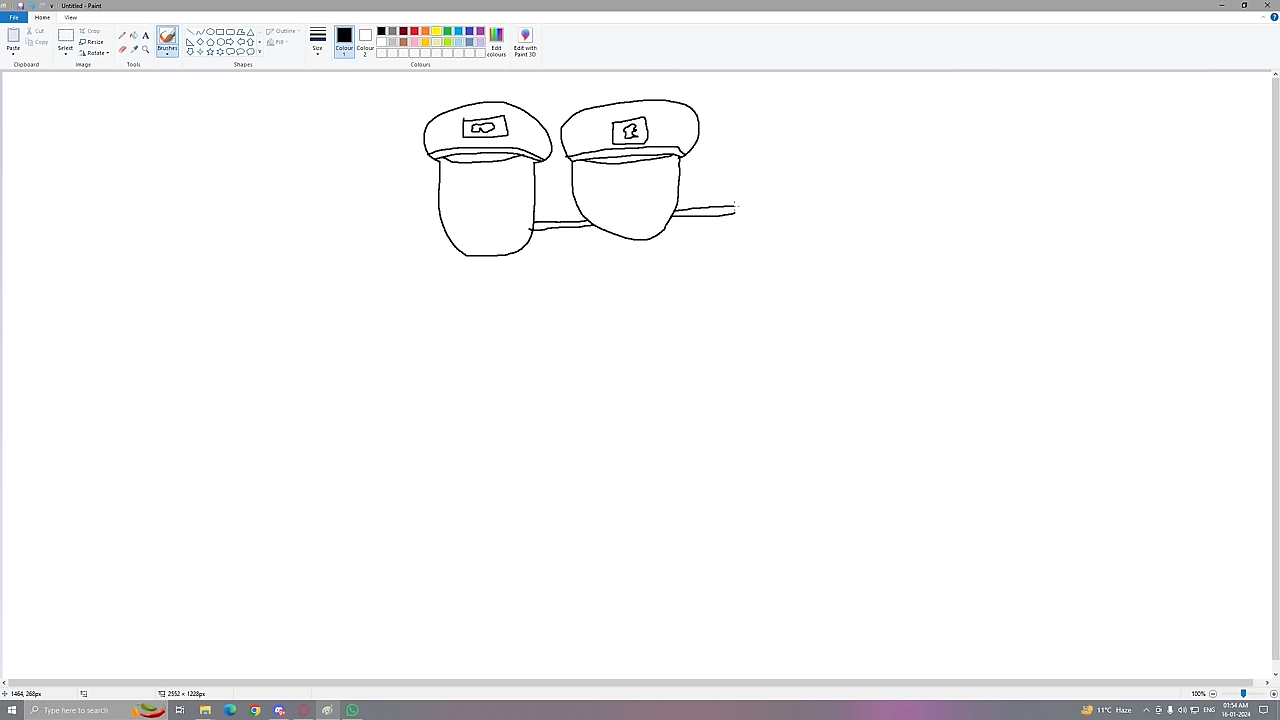 Untitled - Paint
File Home View
Paste
Cut
Copy
Clipboard
Select
Crop
Resize
Rotate
Image
Tools
Brushes
Shapes
Outline
Fill
Size
Colour 1
Colour 2
Colours
Edit colours
Edit with Paint 3D
1464, 268px
2552 × 1228px
100%
Type here to search
11°C Haze
ENG
01:54 AM
16-01-2024